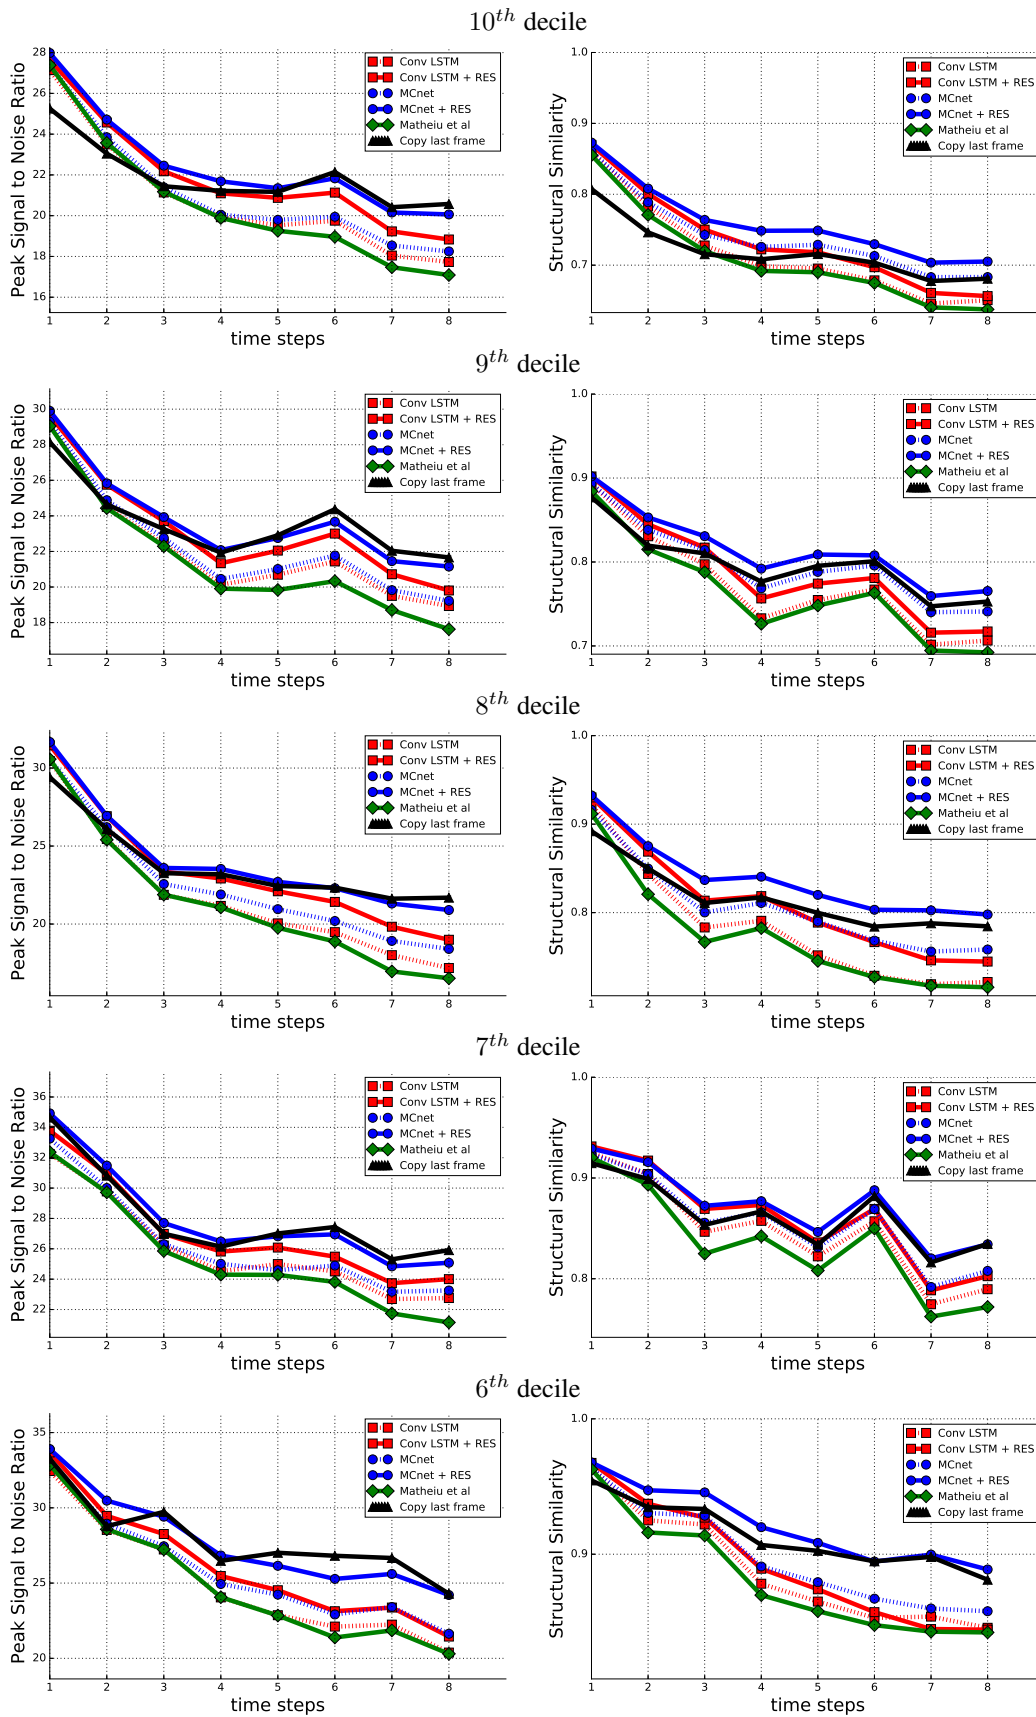 10th decile
Peak Signal to Noise Ratio
28
26
24
22
20
18
16
1 2 3 4 5 6 7 8
time steps
Conv LSTM
Conv LSTM + RES
MCnet
MCnet + RES
Matheiu et al
Copy last frame
Structural Similarity
1.0
0.9
0.8
0.7
1 2 3 4 5 6 7 8
time steps
Conv LSTM
Conv LSTM + RES
MCnet
MCnet + RES
Matheiu et al
Copy last frame
9th decile
Peak Signal to Noise Ratio
30
28
26
24
22
20
18
1 2 3 4 5 6 7 8
time steps
Conv LSTM
Conv LSTM + RES
MCnet
MCnet + RES
Matheiu et al
Copy last frame
Structural Similarity
1.0
0.9
0.8
0.7
1 2 3 4 5 6 7 8
time steps
Conv LSTM
Conv LSTM + RES
MCnet
MCnet + RES
Matheiu et al
Copy last frame
8th decile
Peak Signal to Noise Ratio
30
25
20
1 2 3 4 5 6 7 8
time steps
Conv LSTM
Conv LSTM + RES
MCnet
MCnet + RES
Matheiu et al
Copy last frame
Structural Similarity
1.0
0.9
0.8
1 2 3 4 5 6 7 8
time steps
Conv LSTM
Conv LSTM + RES
MCnet
MCnet + RES
Matheiu et al
Copy last frame
7th decile
Peak Signal to Noise Ratio
36
34
32
30
28
26
24
22
1 2 3 4 5 6 7 8
time steps
Conv LSTM
Conv LSTM + RES
MCnet
MCnet + RES
Matheiu et al
Copy last frame
Structural Similarity
1.0
0.9
0.8
1 2 3 4 5 6 7 8
time steps
Conv LSTM
Conv LSTM + RES
MCnet
MCnet + RES
Matheiu et al
Copy last frame
6th decile
Peak Signal to Noise Ratio
35
30
25
20
1 2 3 4 5 6 7 8
time steps
Conv LSTM
Conv LSTM + RES
MCnet
MCnet + RES
Matheiu et al
Copy last frame
Structural Similarity
1.0
0.9
1 2 3 4 5 6 7 8
time steps
Conv LSTM
Conv LSTM + RES
MCnet
MCnet + RES
Matheiu et al
Copy last frame